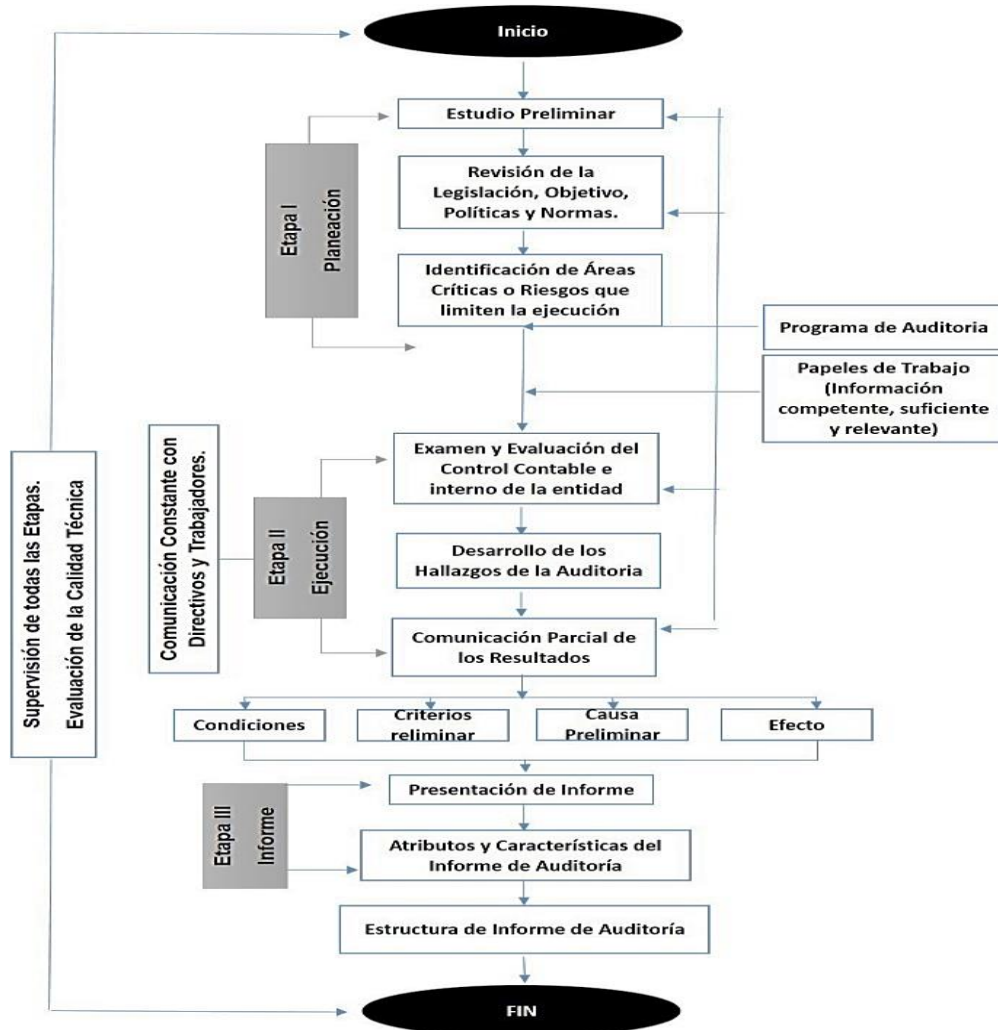 Inicio
Estudio Preliminar
Etapa I
Planeación
Revisión de la
Legislación, Objetivo,
Políticas y Normas.
Identificación de Áreas
Críticas o Riesgos que
limiten la ejecución
Programa de Auditoria
Papeles de Trabajo
(Información
competente, suficiente
y relevante)
Supervisión de todas las Etapas.
Evaluación de la Calidad Técnica
Comunicación Constante con
Directivos y Trabajadores.
Etapa II
Ejecución
Examen y Evaluación del
Control Contable e
interno de la entidad
Desarrollo de los
Hallazgos de la Auditoria
Comunicación Parcial de
los Resultados
Condiciones
Criterios
reliminar
Causa
Preliminar
Efecto
Etapa III
Informe
Presentación de Informe
Atributos y Características del
Informe de Auditoría
Estructura de Informe de Auditoría
FIN